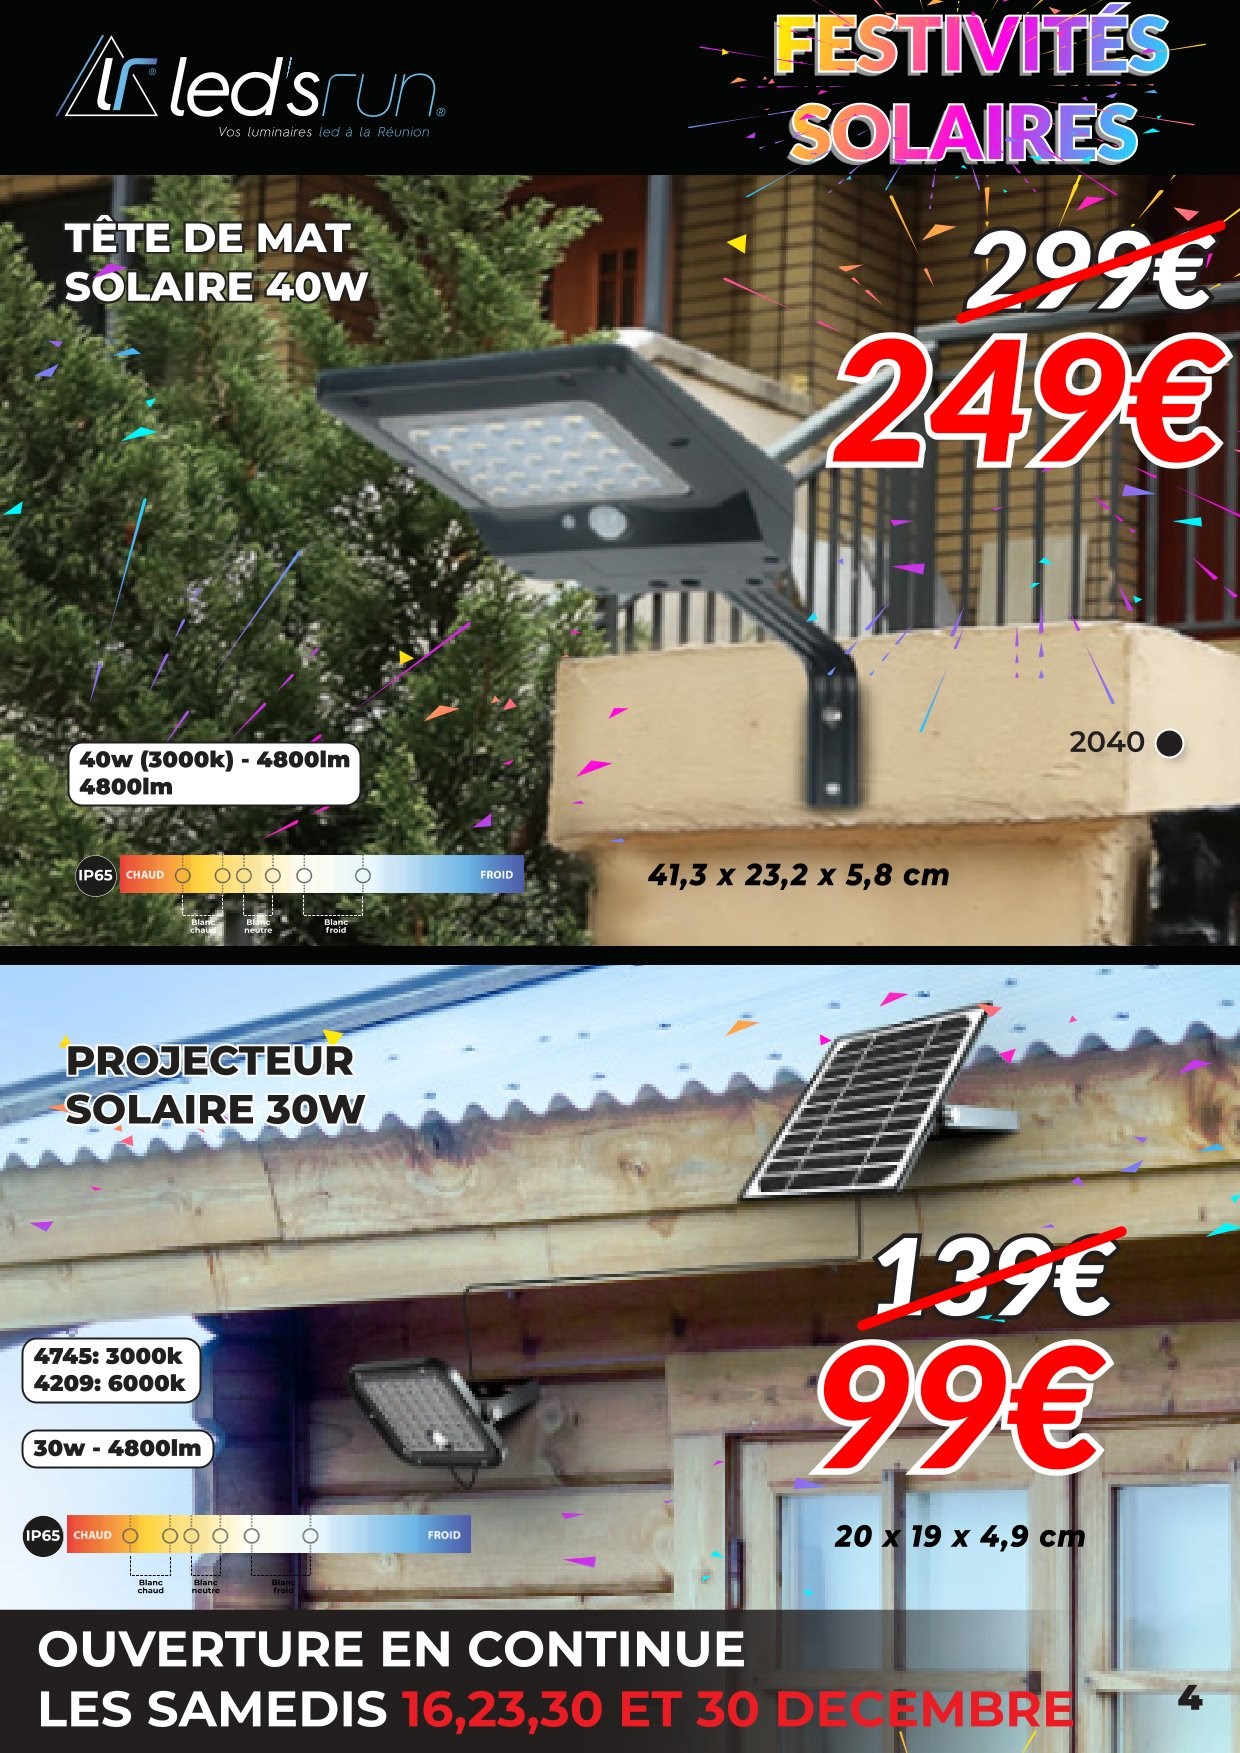 led'srun®
Vos luminaires led à la Réunion
FESTIVITÉS
SOLAIRES
TÊTE DE MAT
SOLAIRE 40W
299€
249€
2040
40w (3000k) - 4800lm
4800lm
IP65 CHAUD FROID
Blanc chaud Blanc neutre Blanc froid
41,3 x 23,2 x 5,8 cm
PROJECTEUR
SOLAIRE 30W
139€
99€
4745: 3000k
4209: 6000k
30w - 4800lm
IP65 CHAUD FROID
Blanc chaud Blanc neutre Blanc froid
20 x 19 x 4,9 cm
OUVERTURE EN CONTINUE
LES SAMEDIS 16,23,30 ET 30 DECEMBRE
4